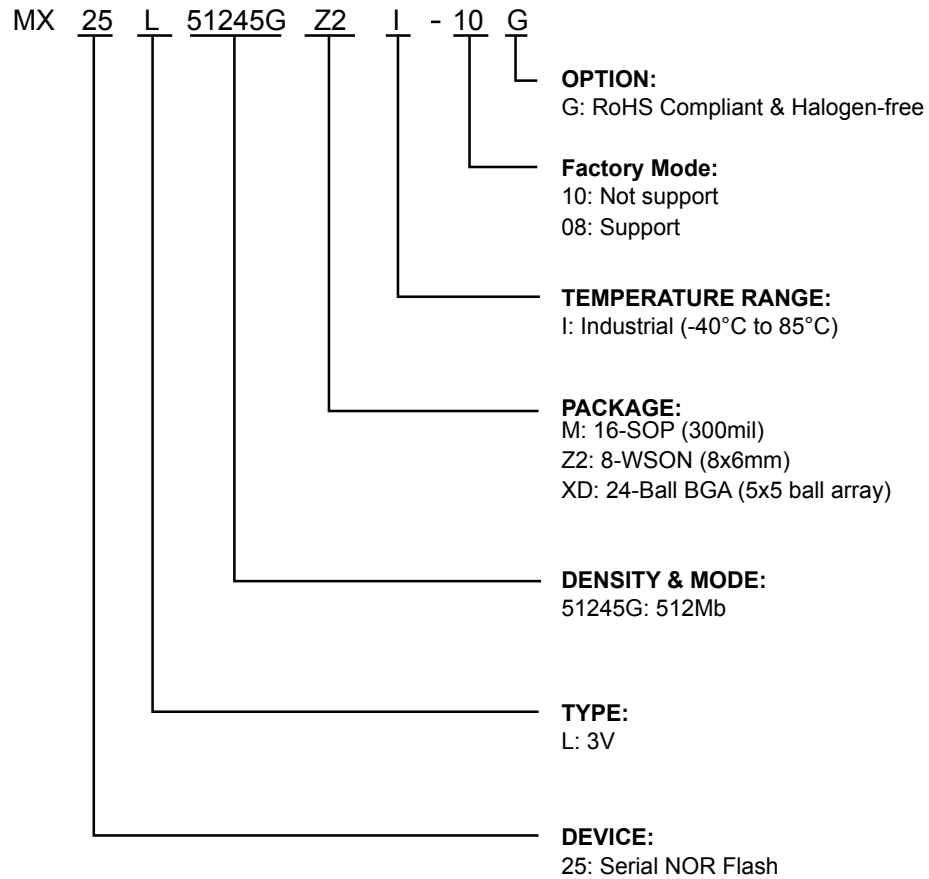 MX 25 L 51245G Z2 I - 10 G
OPTION:
G: RoHS Compliant & Halogen-free
Factory Mode:
10: Not support
08: Support
TEMPERATURE RANGE:
I: Industrial (-40°C to 85°C)
PACKAGE:
M: 16-SOP (300mil)
Z2: 8-WSON (8x6mm)
XD: 24-Ball BGA (5x5 ball array)
DENSITY & MODE:
51245G: 512Mb
TYPE:
L: 3V
DEVICE:
25: Serial NOR Flash